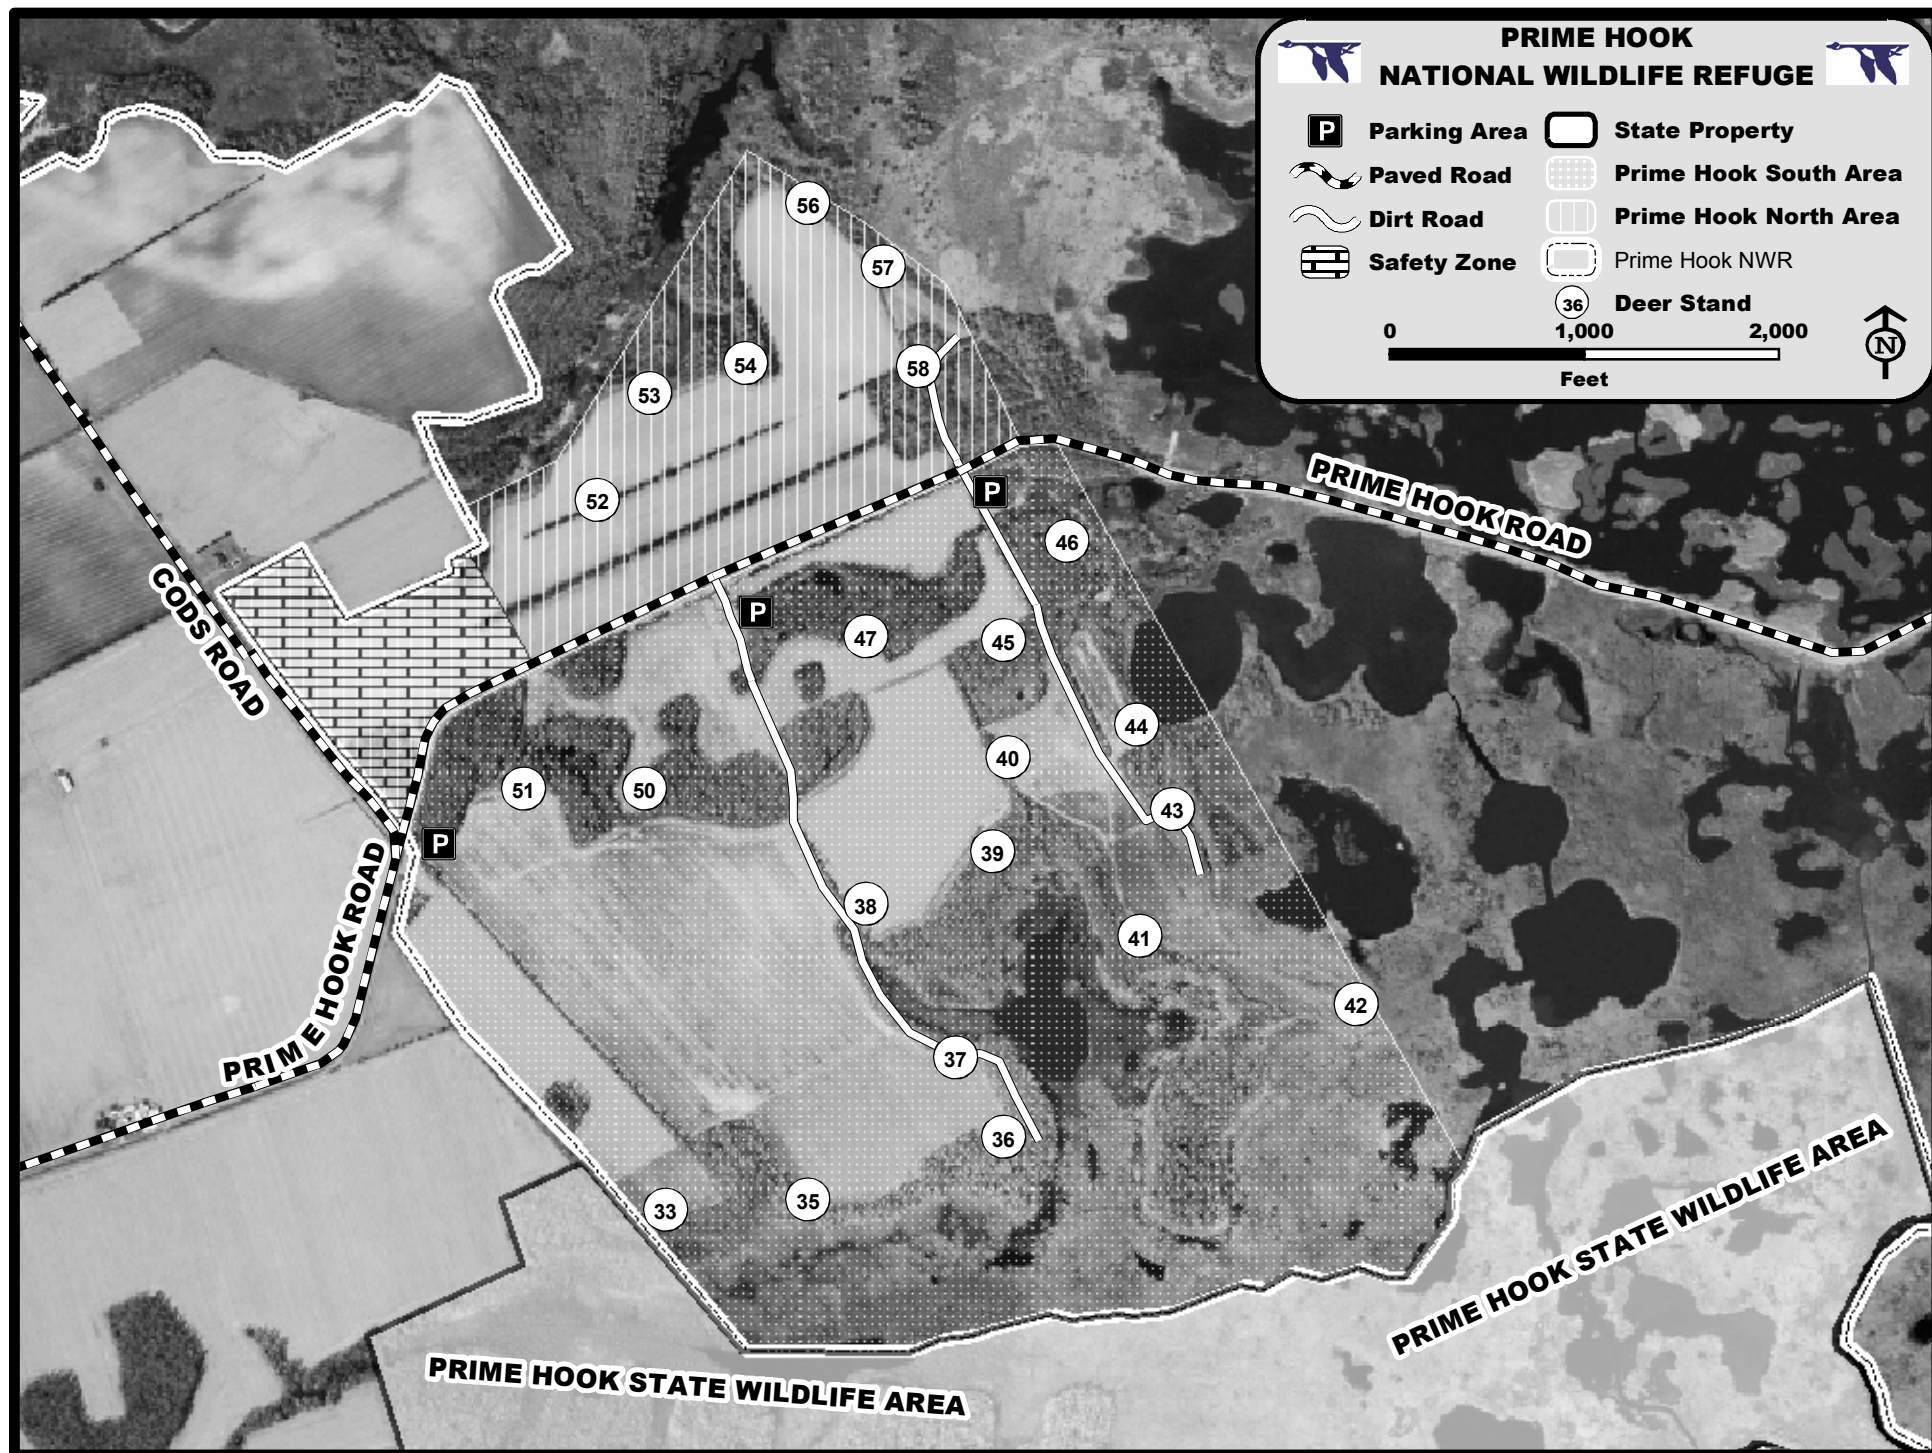 PRIME HOOK
NATIONAL WILDLIFE REFUGE
P Parking Area
State Property
Paved Road
Prime Hook South Area
Dirt Road
Prime Hook North Area
Safety Zone
Prime Hook NWR
36 Deer Stand
0 1,000 2,000
Feet
N
56
57
58
54
53
52
P
46
PRIME HOOK ROAD
CODS ROAD
P
47
45
44
40
51
50
43
P
39
38
41
42
PRIME HOOK ROAD
37
36
35
33
PRIME HOOK STATE WILDLIFE AREA
PRIME HOOK STATE WILDLIFE AREA